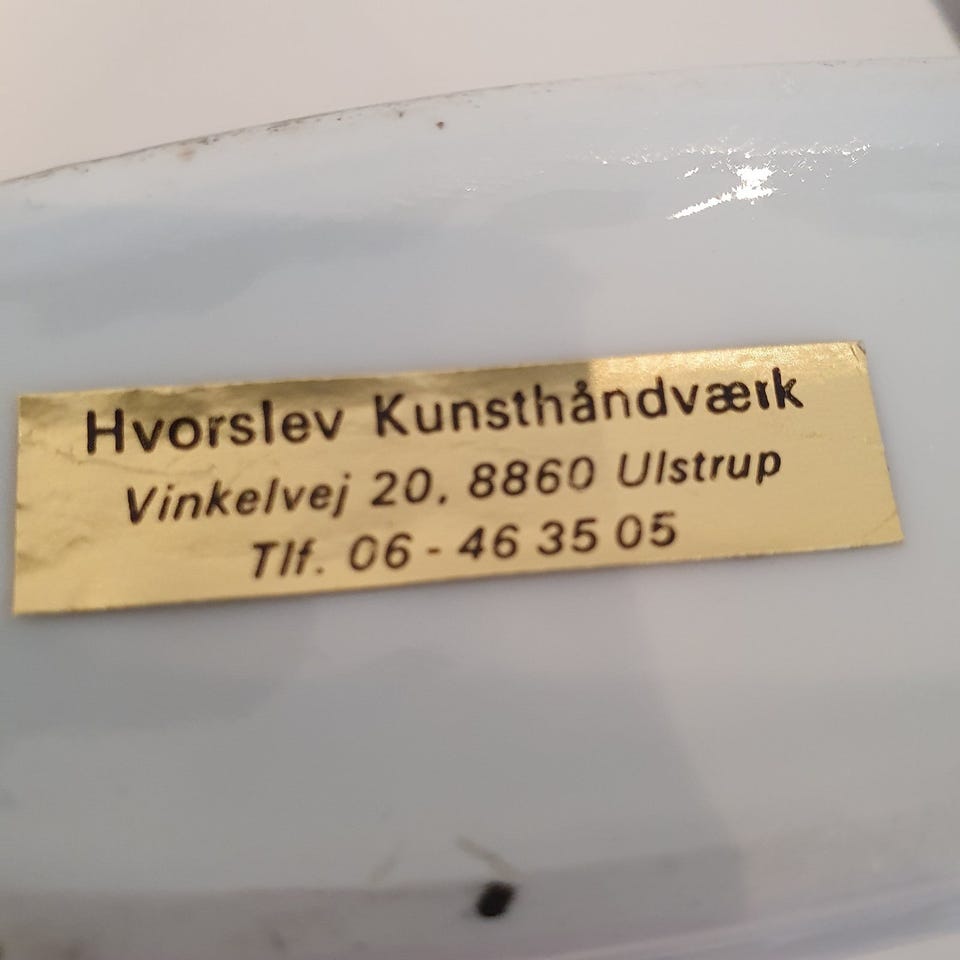 Hvorslev Kunsthåndværk
Vinkelvej 20, 8860 Ulstrup
Tlf. 06 - 46 35 05